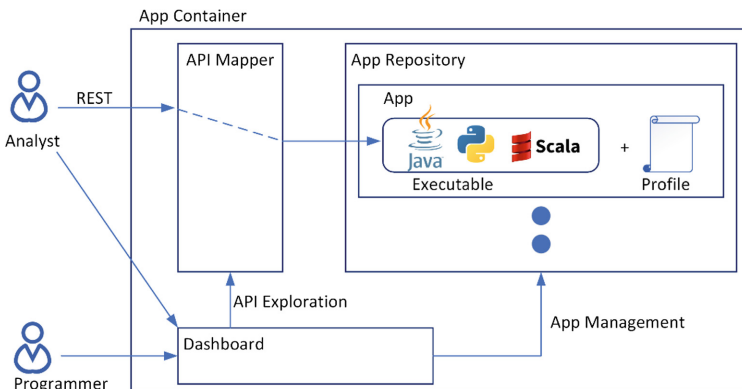 App Container
API Mapper
App Repository
App
REST
Analyst
Java
Scala
+
Executable
Profile
API Exploration
App Management
Dashboard
Programmer